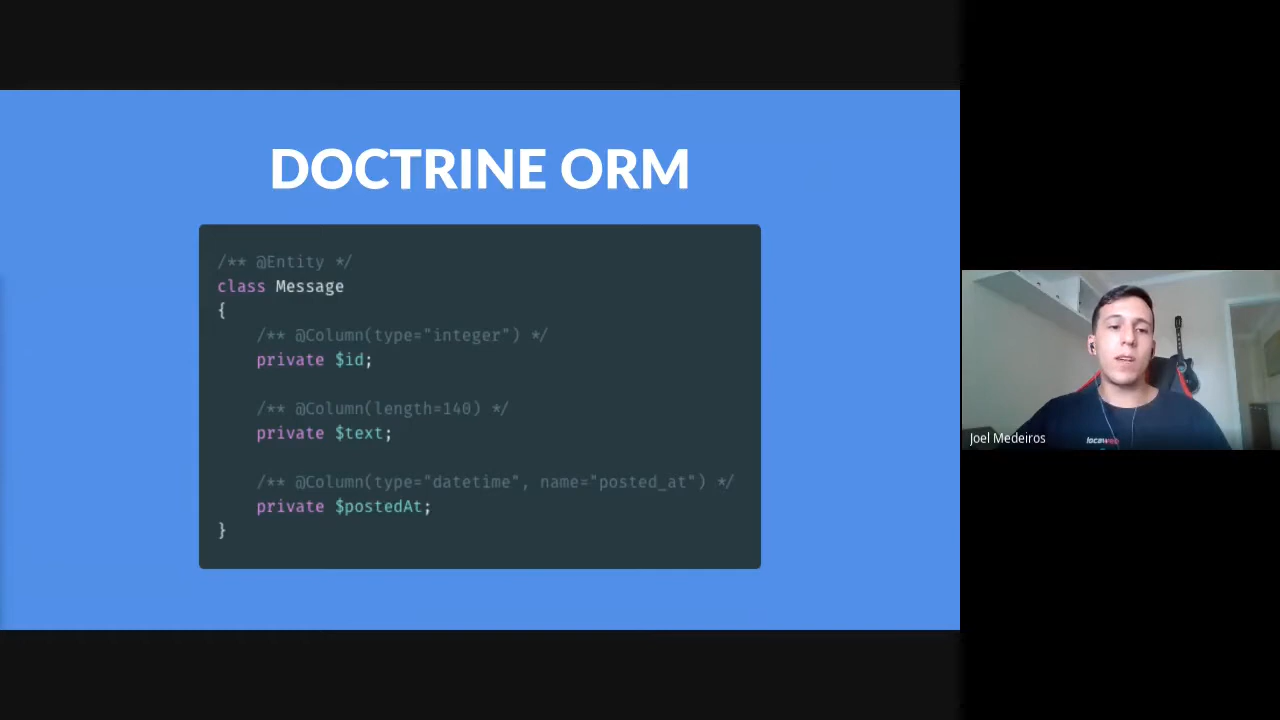 DOCTRINE ORM
/** @Entity */
class Message
{
/** @Column(type="integer") */
private $id;
/** @Column(length=140) */
private $text;
/** @Column(type="datetime", name="posted_at") */
private $postedAt;
}
locaweb
Joel Medeiros